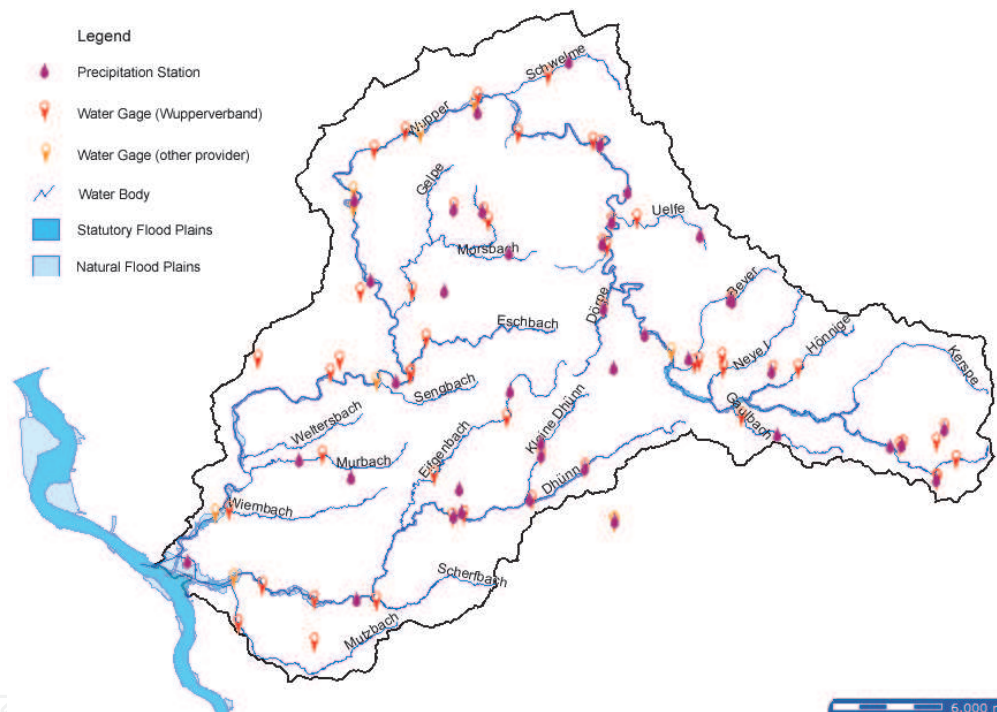 Legend
Precipitation Station
Water Gage (Wupperverband)
Water Gage (other provider)
Water Body
Statutory Flood Plains
Natural Flood Plains
Schwelme
Wupper
Gelpe
Uelfe
Morsbach
Bever
Dörpe
Eschbach
Hönnige
Neye I
Kerspe
Sengbach
Gaulbach
Weltersbach
Kleine Dhünn
Eifgenbach
Murbach
Dhünn
Wiembach
Scherfbach
Mutzbach
6.000